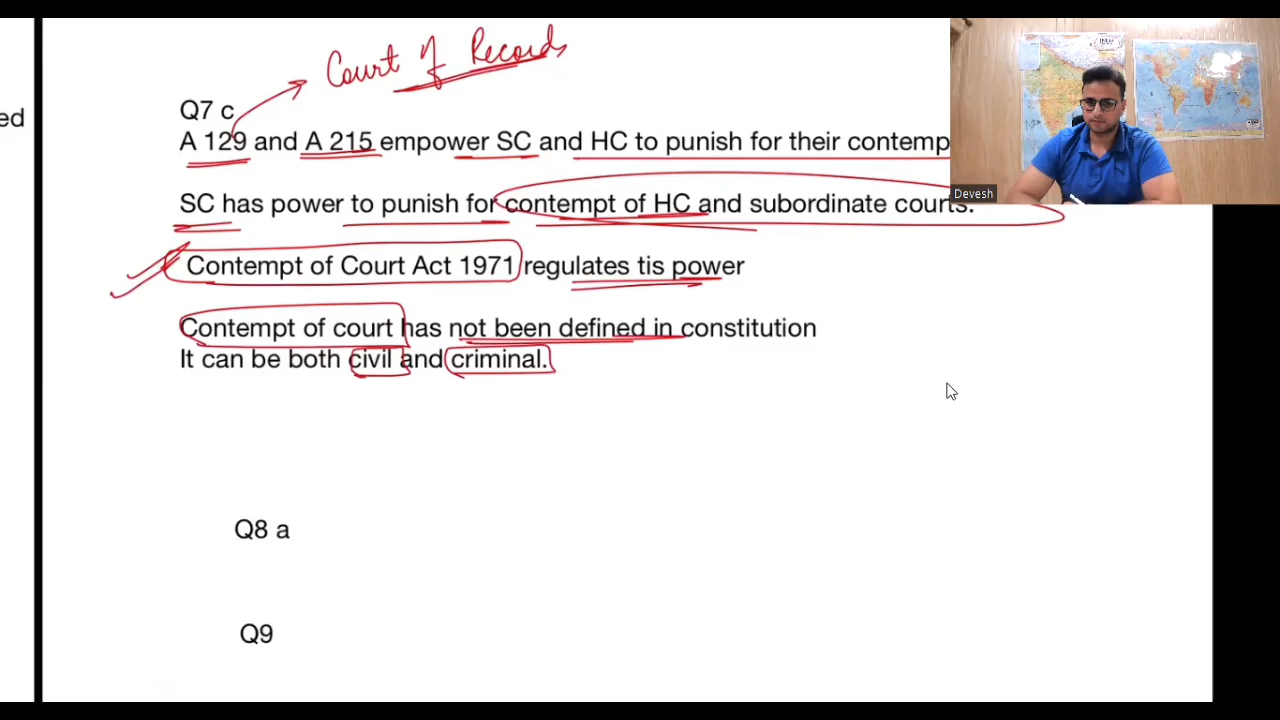 Court of Records
ed
Q7 c
A 129 and A 215 empower SC and HC to punish for their contemp
Devesh
SC has power to punish for contempt of HC and subordinate courts.
Contempt of Court Act 1971 regulates tis power
Contempt of court has not been defined in constitution
It can be both civil and criminal.
Q8 a
Q9